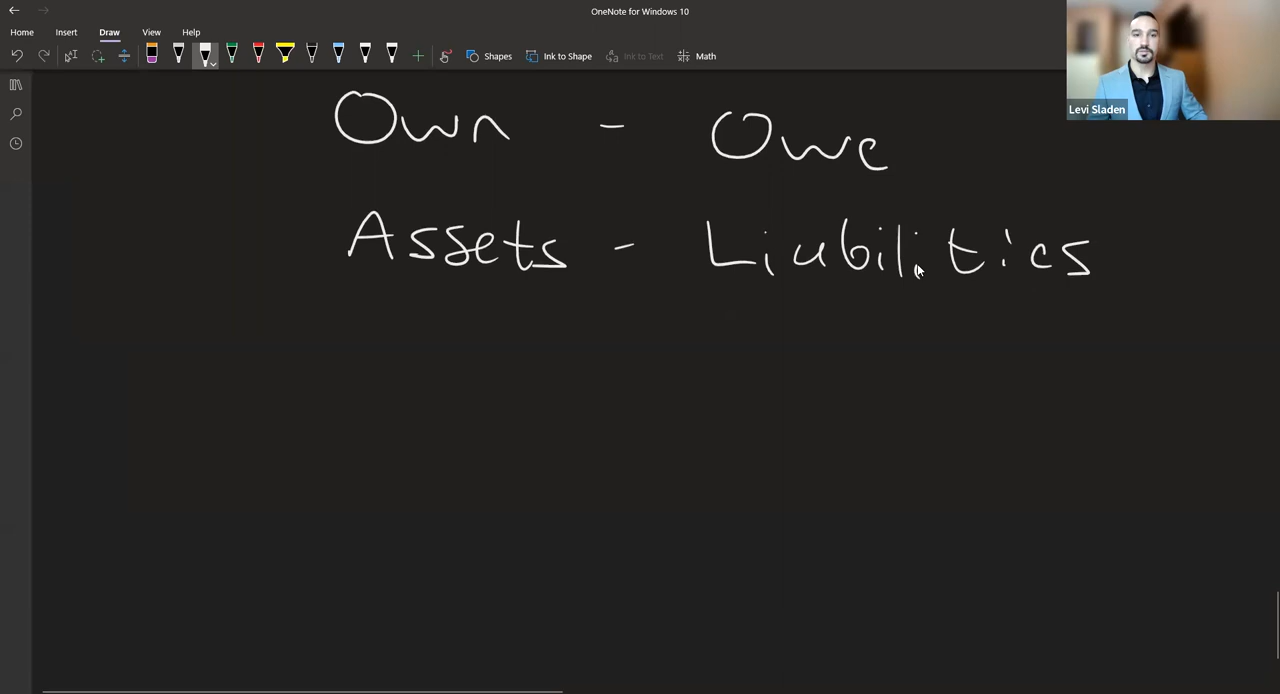 OneNote for Windows 10
Home Insert Draw View Help
Shapes Ink to Shape Ink to Text Math
Levi Sladen
Own - Owe
Assets - Liabilities